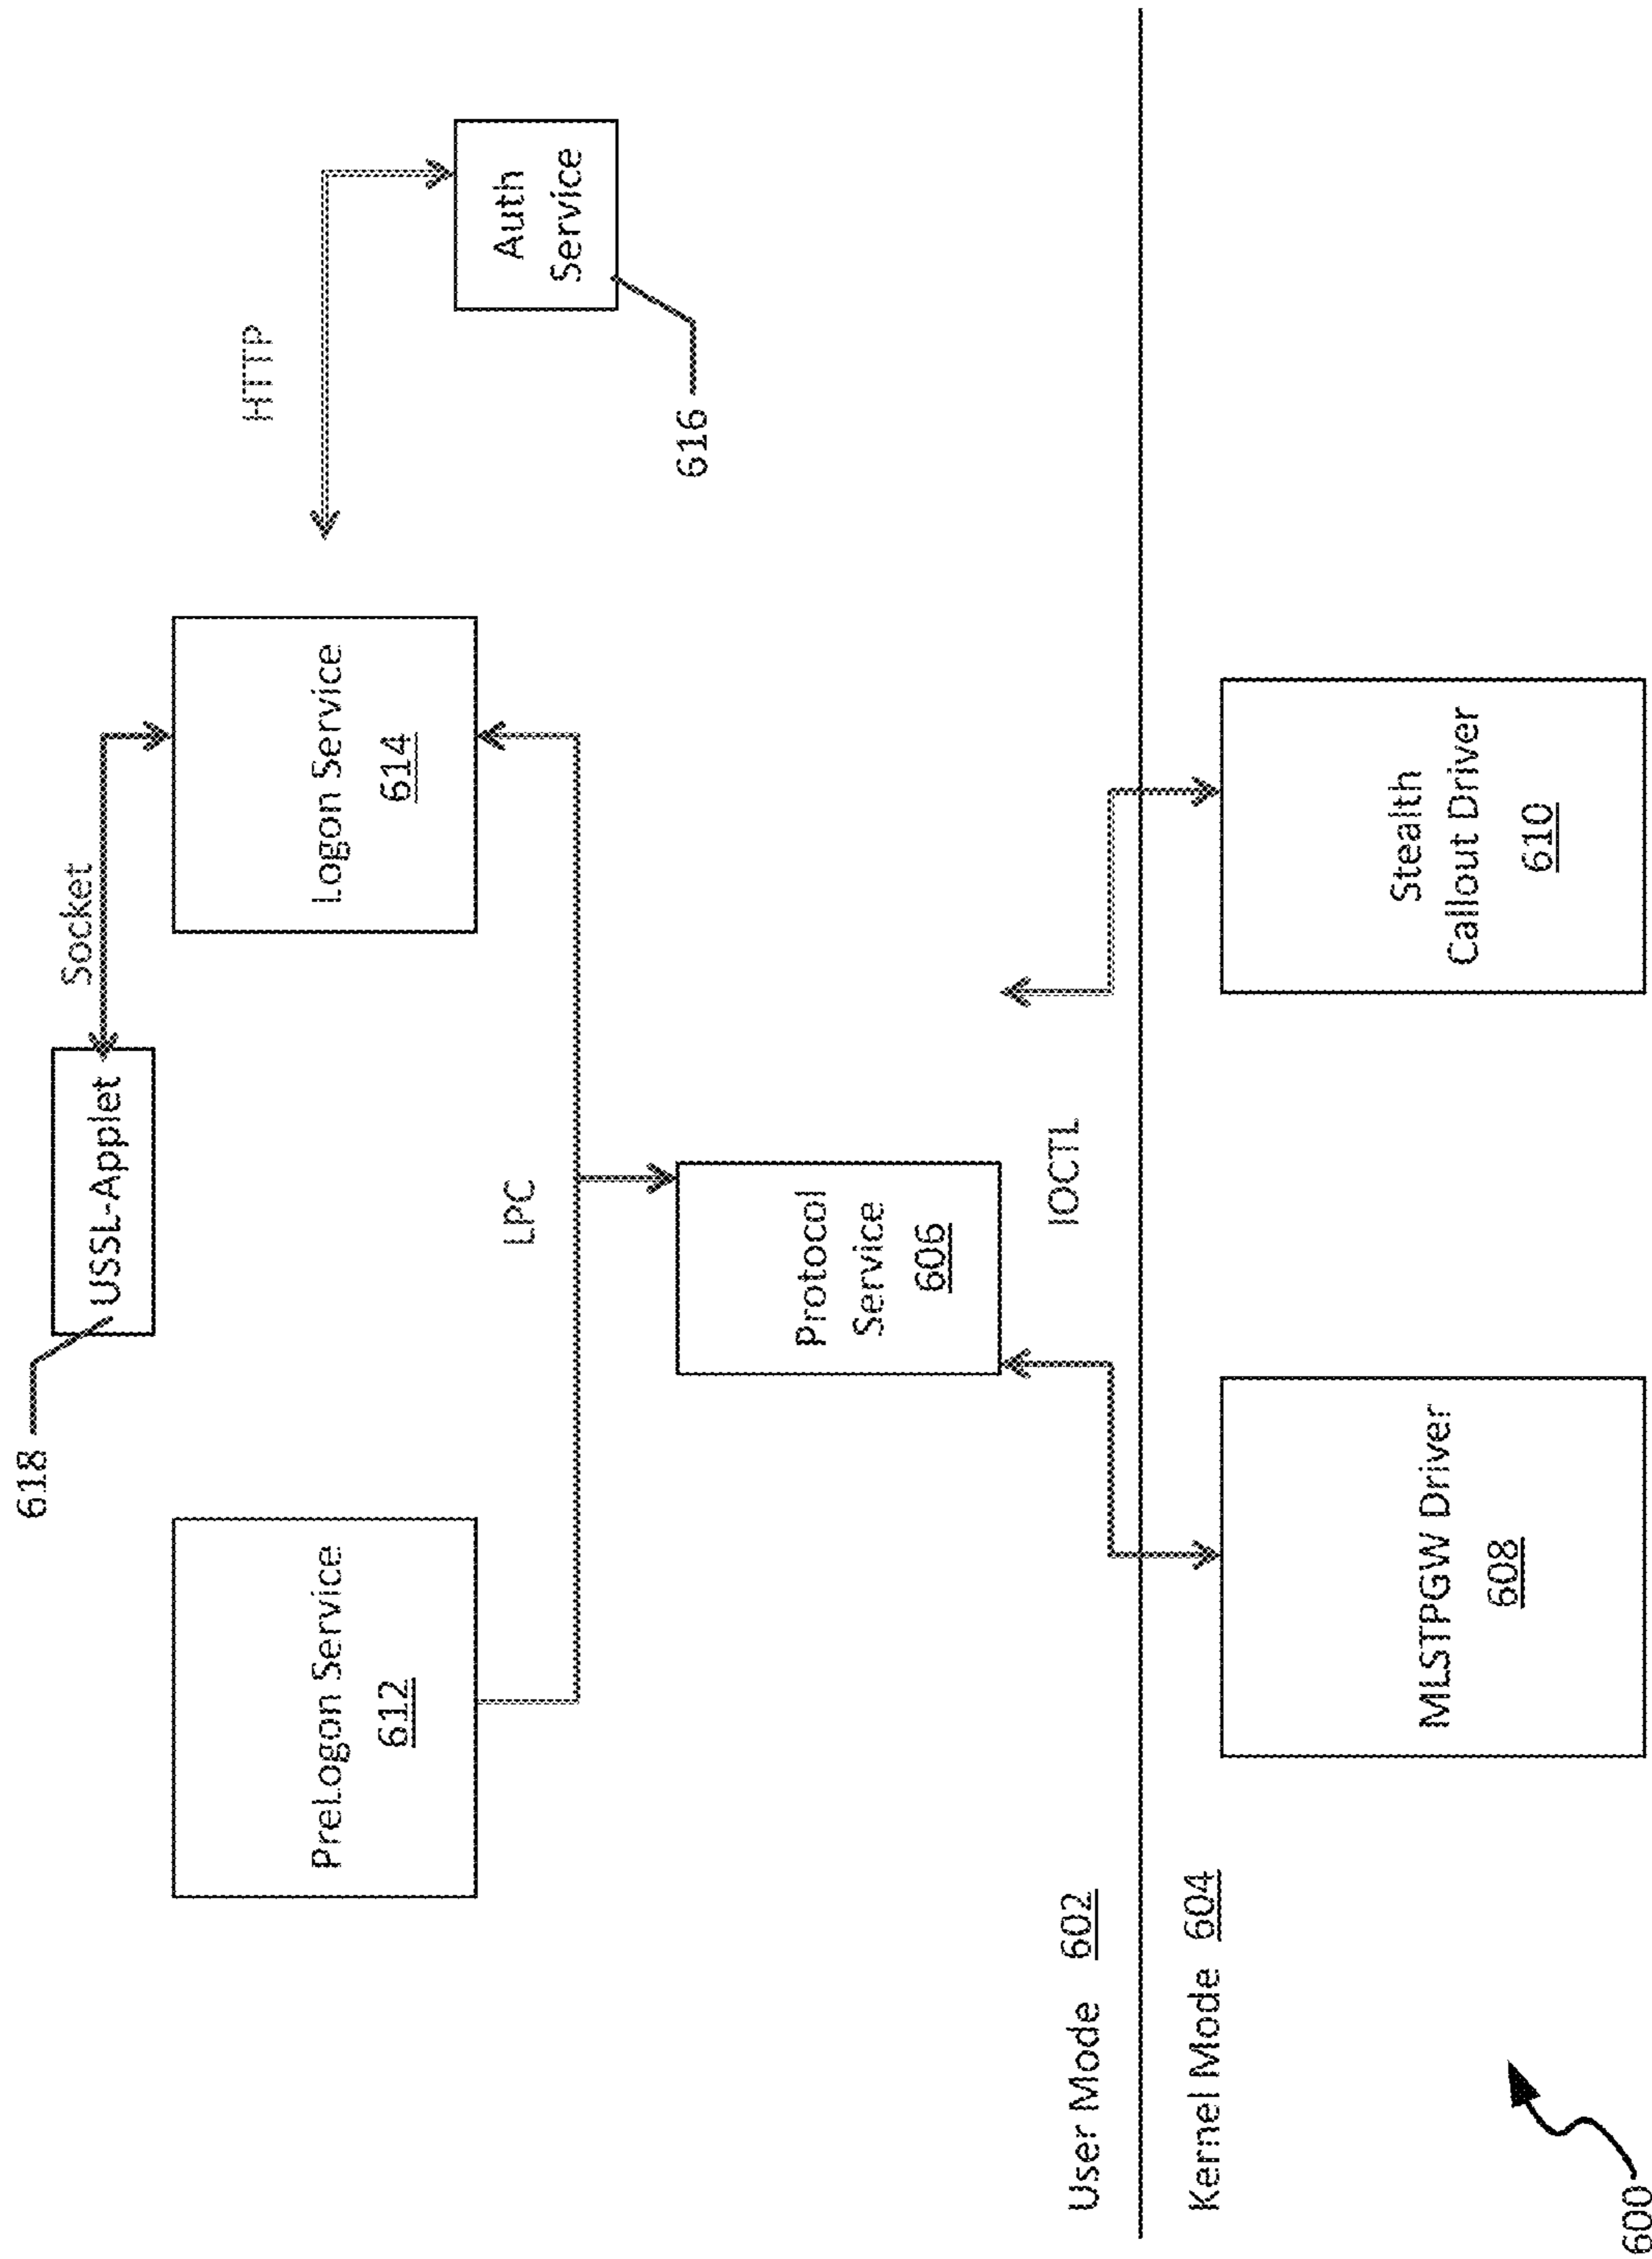 618
USSL-Applet
Socket
HTTP
PreLogon Service
612
Logon Service
614
Auth
Service
616
LPC
Protocol
Service
606
IOCTL
User Mode 602
Kernel Mode 604
MLSTPGW Driver
608
Stealth
Callout Driver
610
600